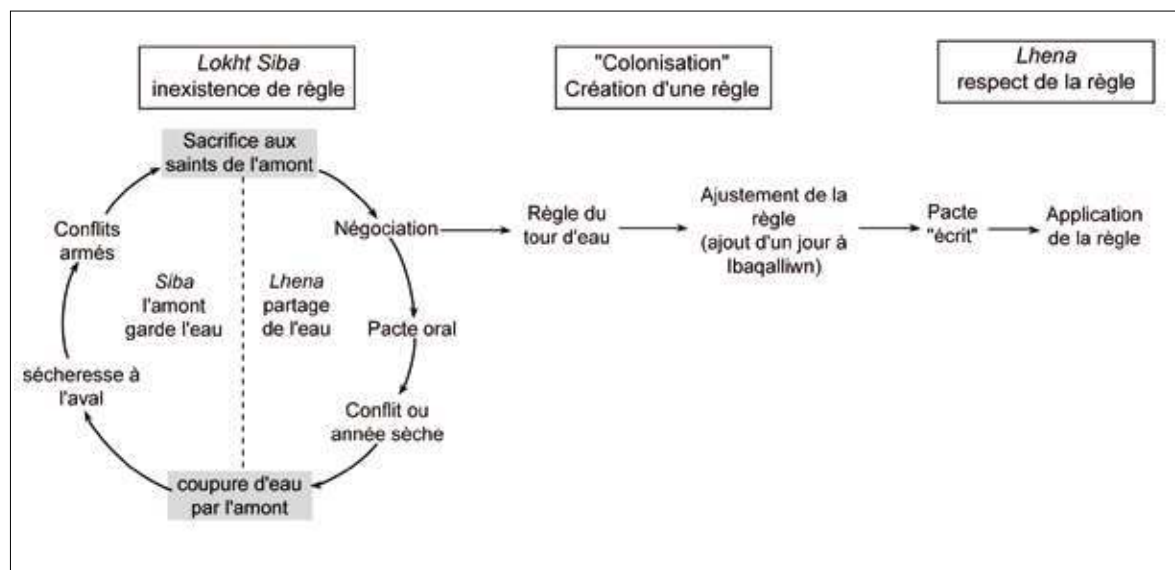 Lokht Siba
inexistence de règle
"Colonisation"
Création d'une règle
Lhena
respect de la règle
Sacrifice aux
saints de l'amont
Conflits
armés
Négociation
Règle du
tour d'eau
Ajustement de la
règle
(ajout d'un jour à
Ibaqalliwn)
Pacte
"écrit"
Application
de la règle
Siba
l'amont
garde l'eau
Lhena
partage
de l'eau
Pacte oral
sécheresse à
l'aval
Conflit ou
année sèche
coupure d'eau
par l'amont